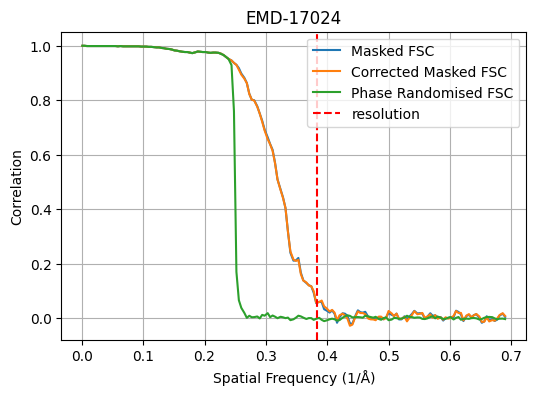 EMD-17024
Masked FSC
Corrected Masked FSC
Phase Randomised FSC
resolution
Correlation
1.0
0.8
0.6
0.4
0.2
0.0
0.0 0.1 0.2 0.3 0.4 0.5 0.6 0.7
Spatial Frequency (1/Å)